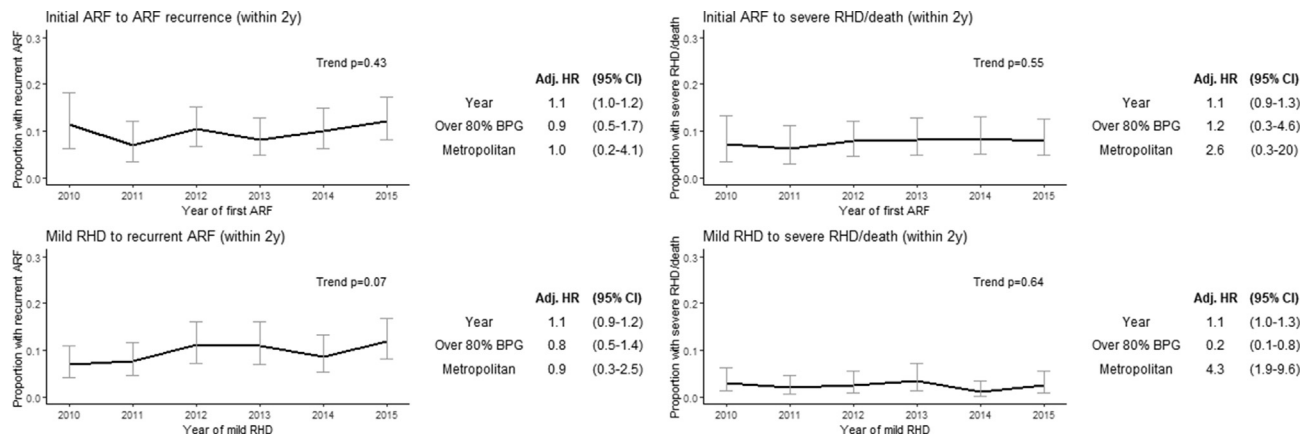 Initial ARF to ARF recurrence (within 2y)
Proportion with recurrent ARF
0.3
0.2
0.1
0.0
Trend p=0.43
2010 2011 2012 2013 2014 2015
Year of first ARF
Adj. HR (95% CI)
Year 1.1 (1.0-1.2)
Over 80% BPG 0.9 (0.5-1.7)
Metropolitan 1.0 (0.2-4.1)
Initial ARF to severe RHD/death (within 2y)
Proportion with severe RHD/death
0.3
0.2
0.1
0.0
Trend p=0.55
2010 2011 2012 2013 2014 2015
Year of first ARF
Adj. HR (95% CI)
Year 1.1 (0.9-1.3)
Over 80% BPG 1.2 (0.3-4.6)
Metropolitan 2.6 (0.3-20)
Mild RHD to recurrent ARF (within 2y)
Proportion with recurrent ARF
0.3
0.2
0.1
0.0
Trend p=0.07
2010 2011 2012 2013 2014 2015
Year of mild RHD
Adj. HR (95% CI)
Year 1.1 (0.9-1.2)
Over 80% BPG 0.8 (0.5-1.4)
Metropolitan 0.9 (0.3-2.5)
Mild RHD to severe RHD/death (within 2y)
Proportion with severe RHD/death
0.3
0.2
0.1
0.0
Trend p=0.64
2010 2011 2012 2013 2014 2015
Year of mild RHD
Adj. HR (95% CI)
Year 1.1 (1.0-1.3)
Over 80% BPG 0.2 (0.1-0.8)
Metropolitan 4.3 (1.9-9.6)